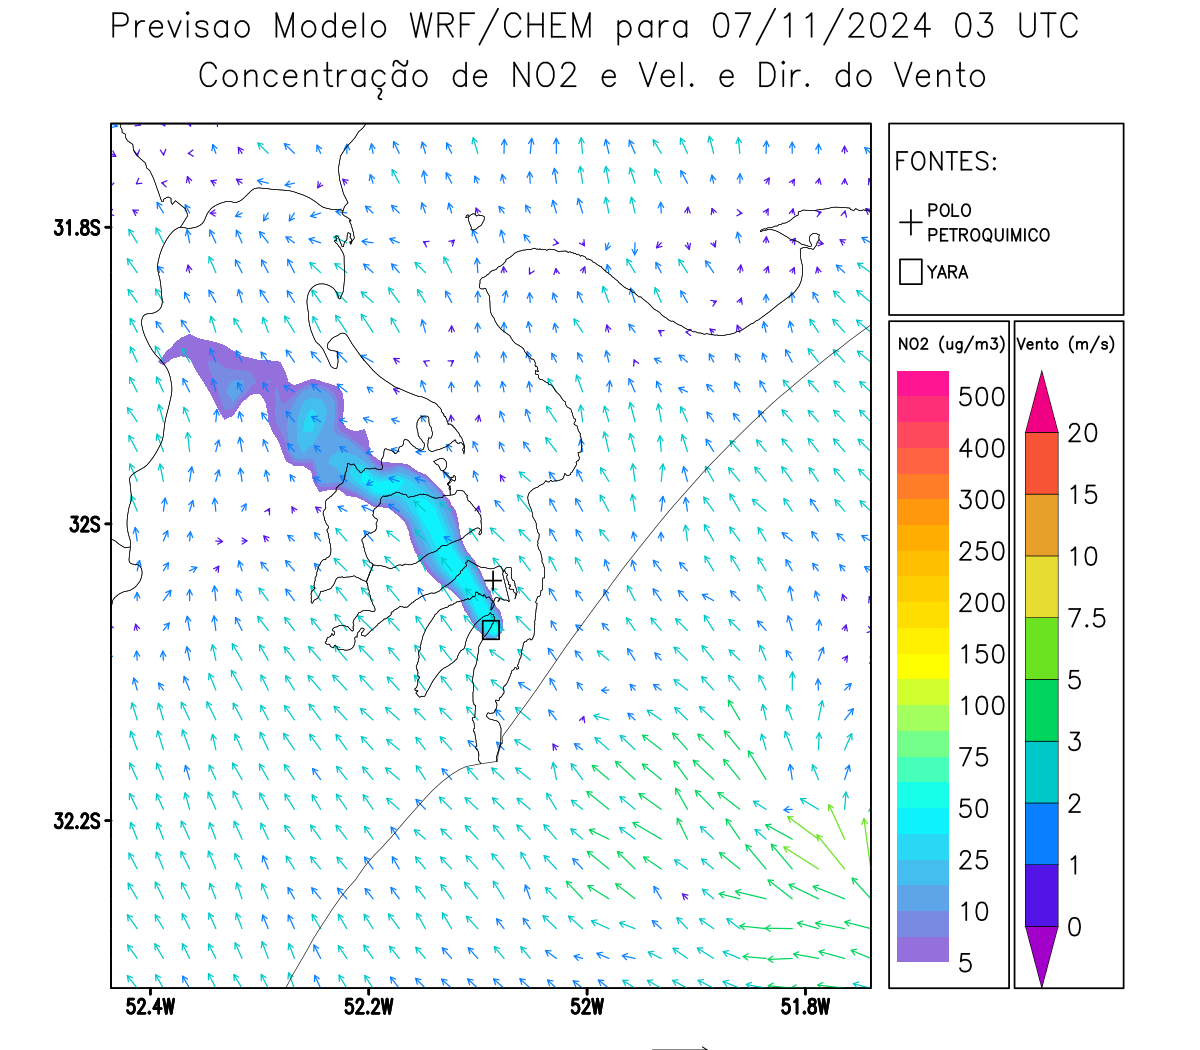 Previsao Modelo WRF/CHEM para 07/11/2024 03 UTC
Concentração de NO2 e Vel. e Dir. do Vento
FONTES:
POLO
PETROQUIMICO
YARA
NO2 (ug/m3)
500
400
300
250
200
150
100
75
50
25
10
5
Vento (m/s)
20
15
10
7.5
5
3
2
1
0
31.8S
32S
32.2S
52.4W
52.2W
52W
51.8W